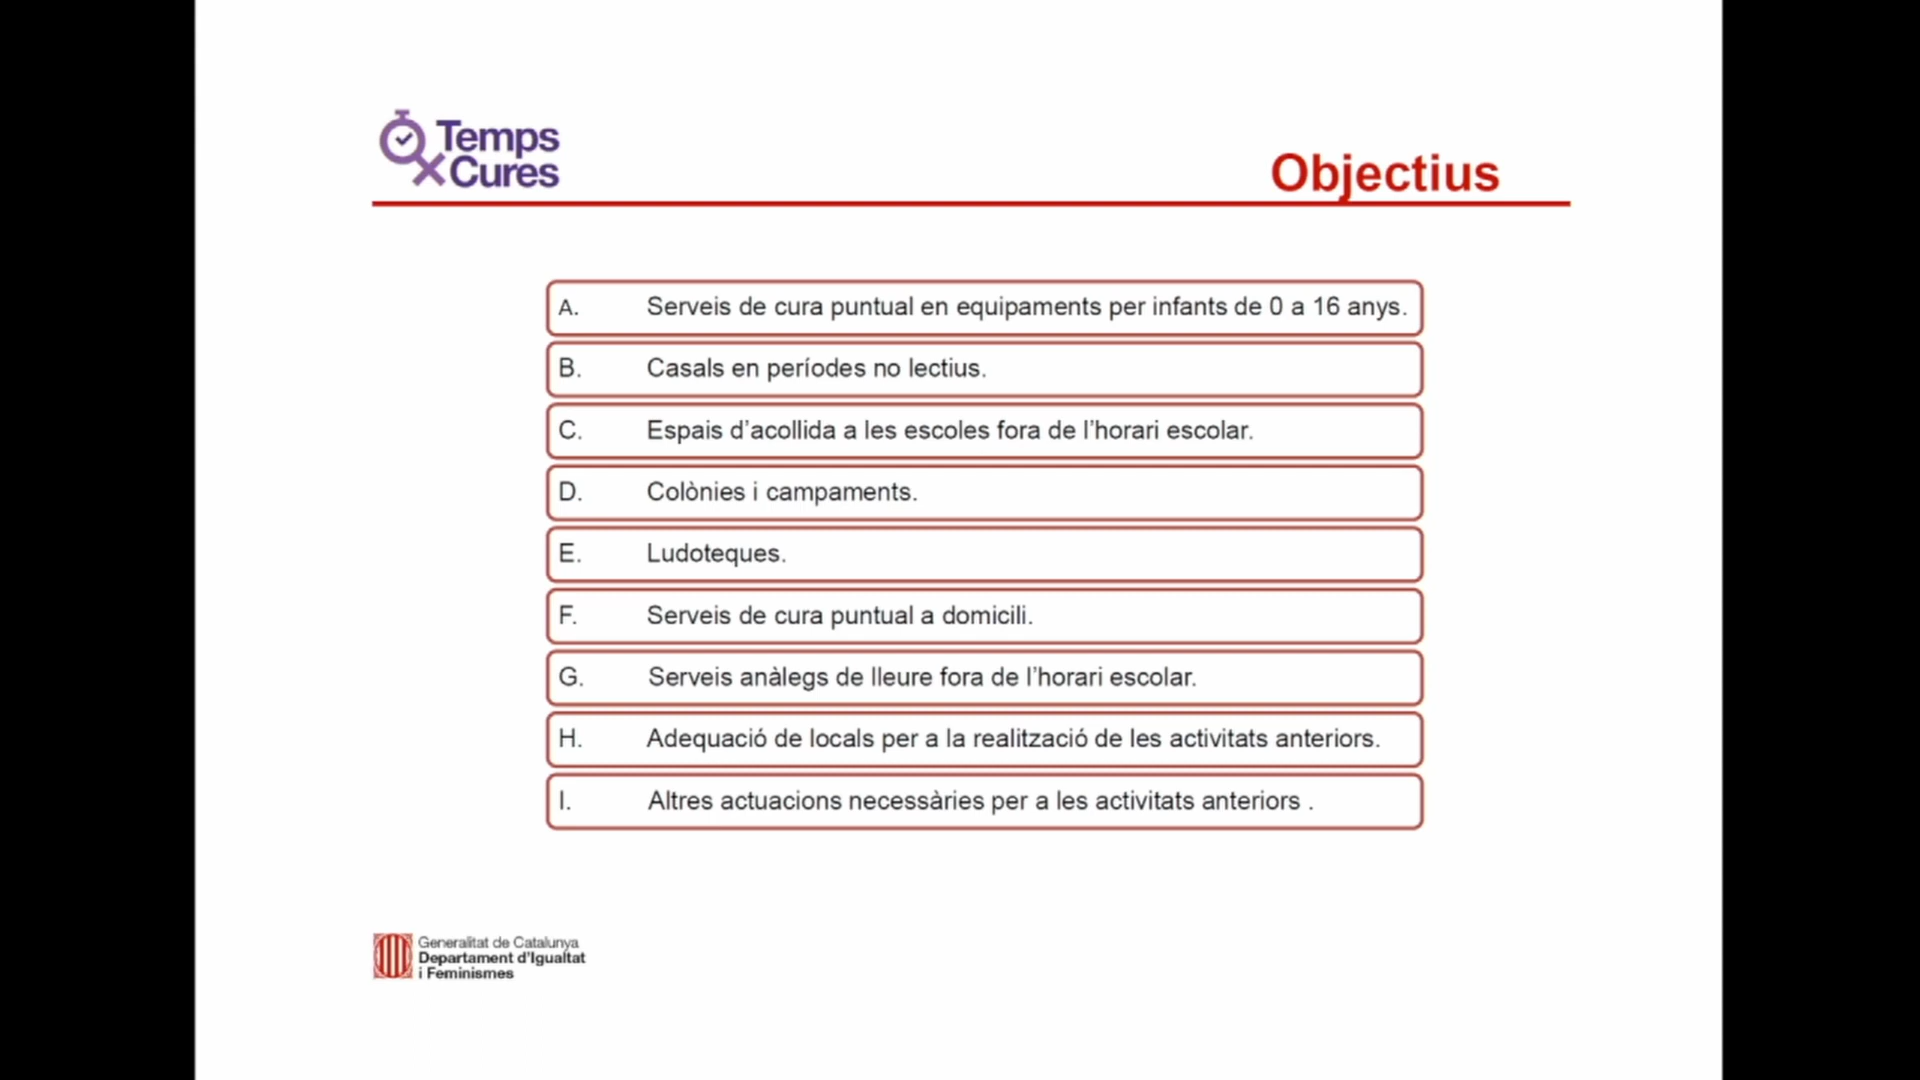 Temps
Cures
Objectius
A. Serveis de cura puntual en equipaments per infants de 0 a 16 anys.
B. Casals en períodes no lectius.
C. Espais d’acollida a les escoles fora de l’horari escolar.
D. Colònies i campaments.
E. Ludoteques.
F. Serveis de cura puntual a domicili.
G. Serveis anàlegs de lleure fora de l’horari escolar.
H. Adequació de locals per a la realització de les activitats anteriors.
I. Altres actuacions necessàries per a les activitats anteriors .
Generalitat de Catalunya
Departament d’Igualtat
i Feminismes